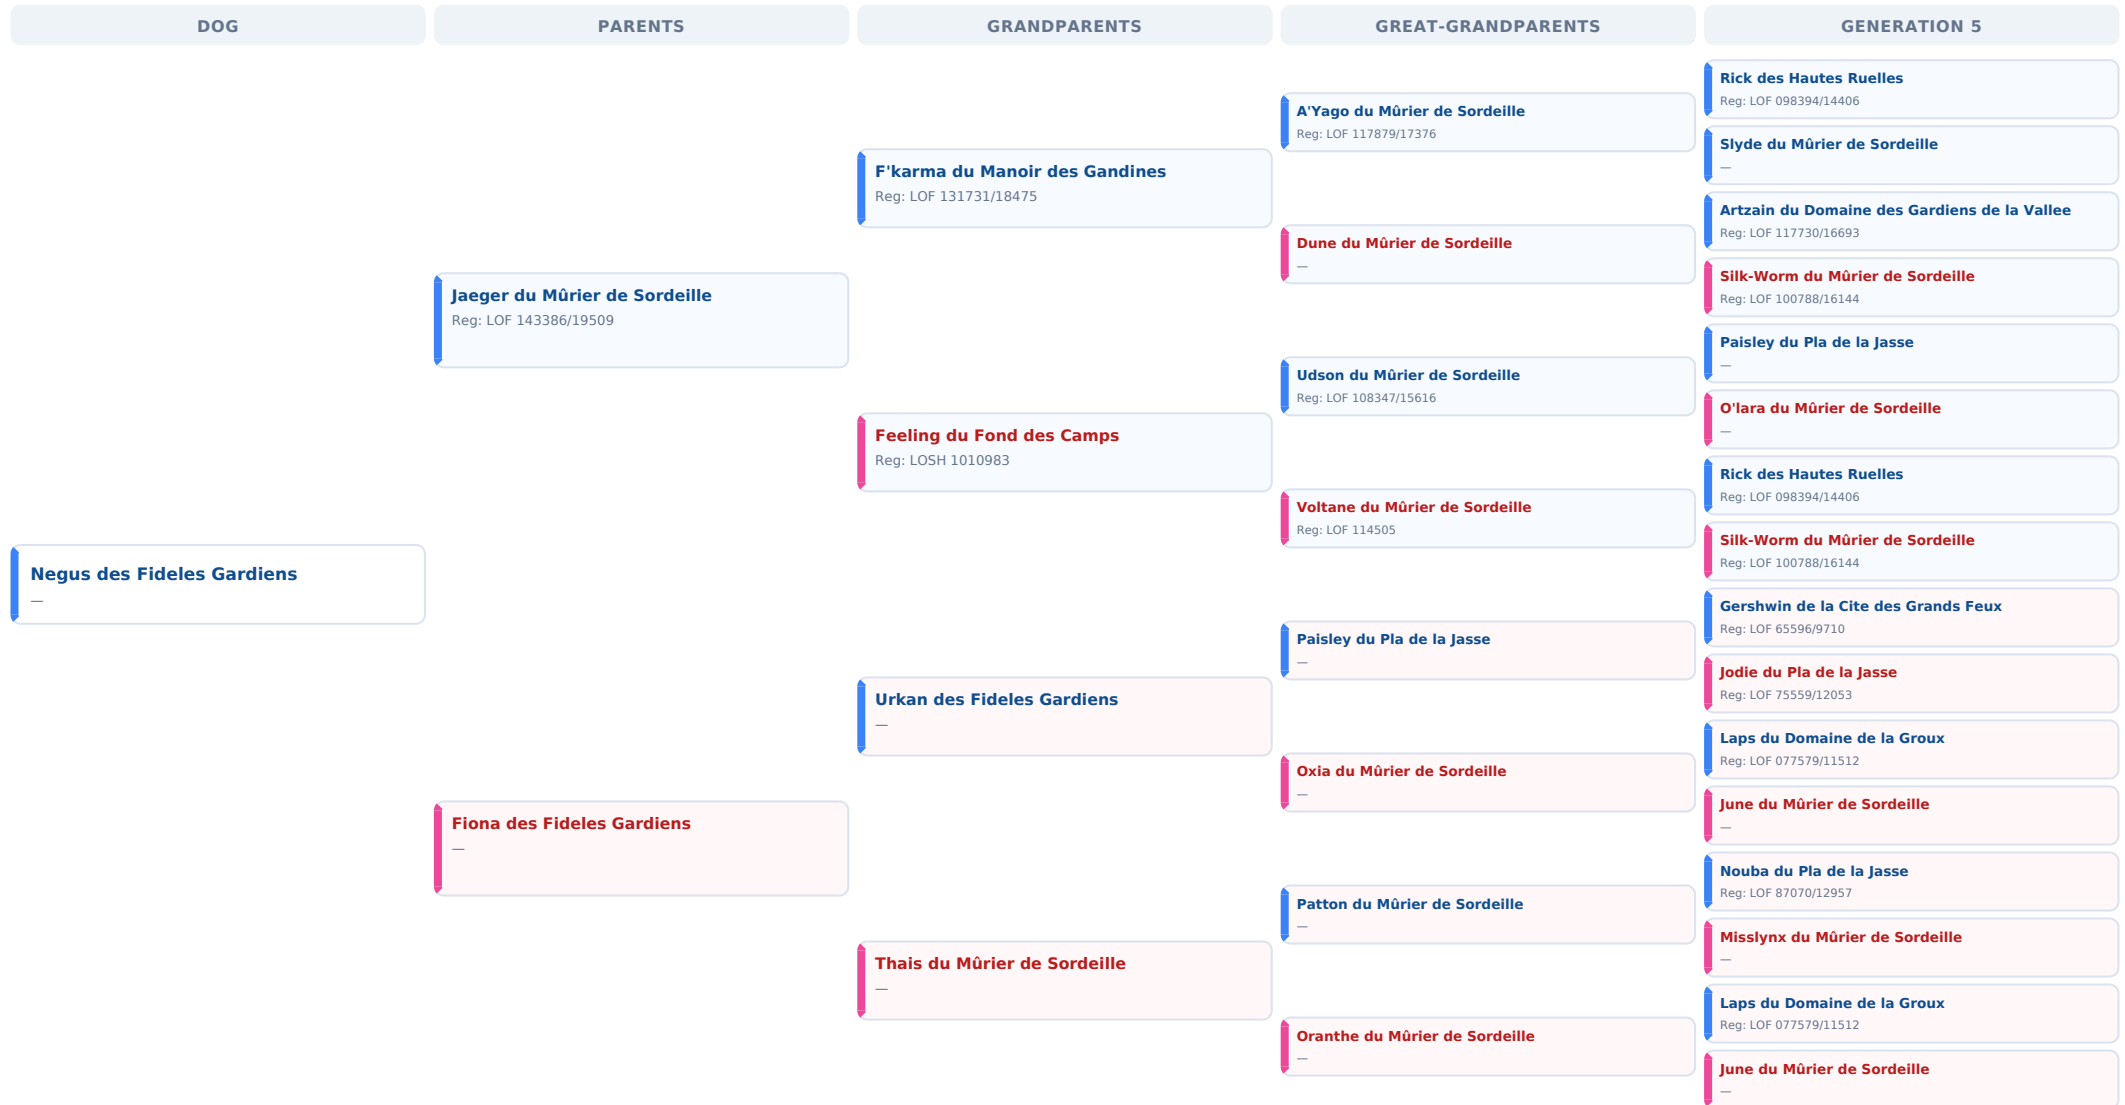 DOG
PARENTS
GRANDPARENTS
GREAT-GRANDPARENTS
GENERATION 5
Negus des Fideles Gardiens
—
Jaeger du Mûrier de Sordeille
Reg: LOF 143386/19509
Fiona des Fideles Gardiens
—
F'karma du Manoir des Gandines
Reg: LOF 131731/18475
Feeling du Fond des Camps
Reg: LOSH 1010983
Urkan des Fideles Gardiens
—
Thais du Mûrier de Sordeille
—
A'Yago du Mûrier de Sordeille
Reg: LOF 117879/17376
Dune du Mûrier de Sordeille
—
Udson du Mûrier de Sordeille
Reg: LOF 108347/15616
Voltane du Mûrier de Sordeille
Reg: LOF 114505
Paisley du Pla de la Jasse
—
Oxia du Mûrier de Sordeille
—
Patton du Mûrier de Sordeille
—
Oranthe du Mûrier de Sordeille
—
Rick des Hautes Ruelles
Reg: LOF 098394/14406
Slyde du Mûrier de Sordeille
—
Artzain du Domaine des Gardiens de la Vallee
Reg: LOF 117730/16693
Silk-Worm du Mûrier de Sordeille
Reg: LOF 100788/16144
Paisley du Pla de la Jasse
—
O'lara du Mûrier de Sordeille
—
Rick des Hautes Ruelles
Reg: LOF 098394/14406
Silk-Worm du Mûrier de Sordeille
Reg: LOF 100788/16144
Gershwin de la Cite des Grands Feux
Reg: LOF 65596/9710
Jodie du Pla de la Jasse
Reg: LOF 75559/12053
Laps du Domaine de la Groux
Reg: LOF 077579/11512
June du Mûrier de Sordeille
—
Nouba du Pla de la Jasse
Reg: LOF 87070/12957
Misslynx du Mûrier de Sordeille
—
Laps du Domaine de la Groux
Reg: LOF 077579/11512
June du Mûrier de Sordeille
—